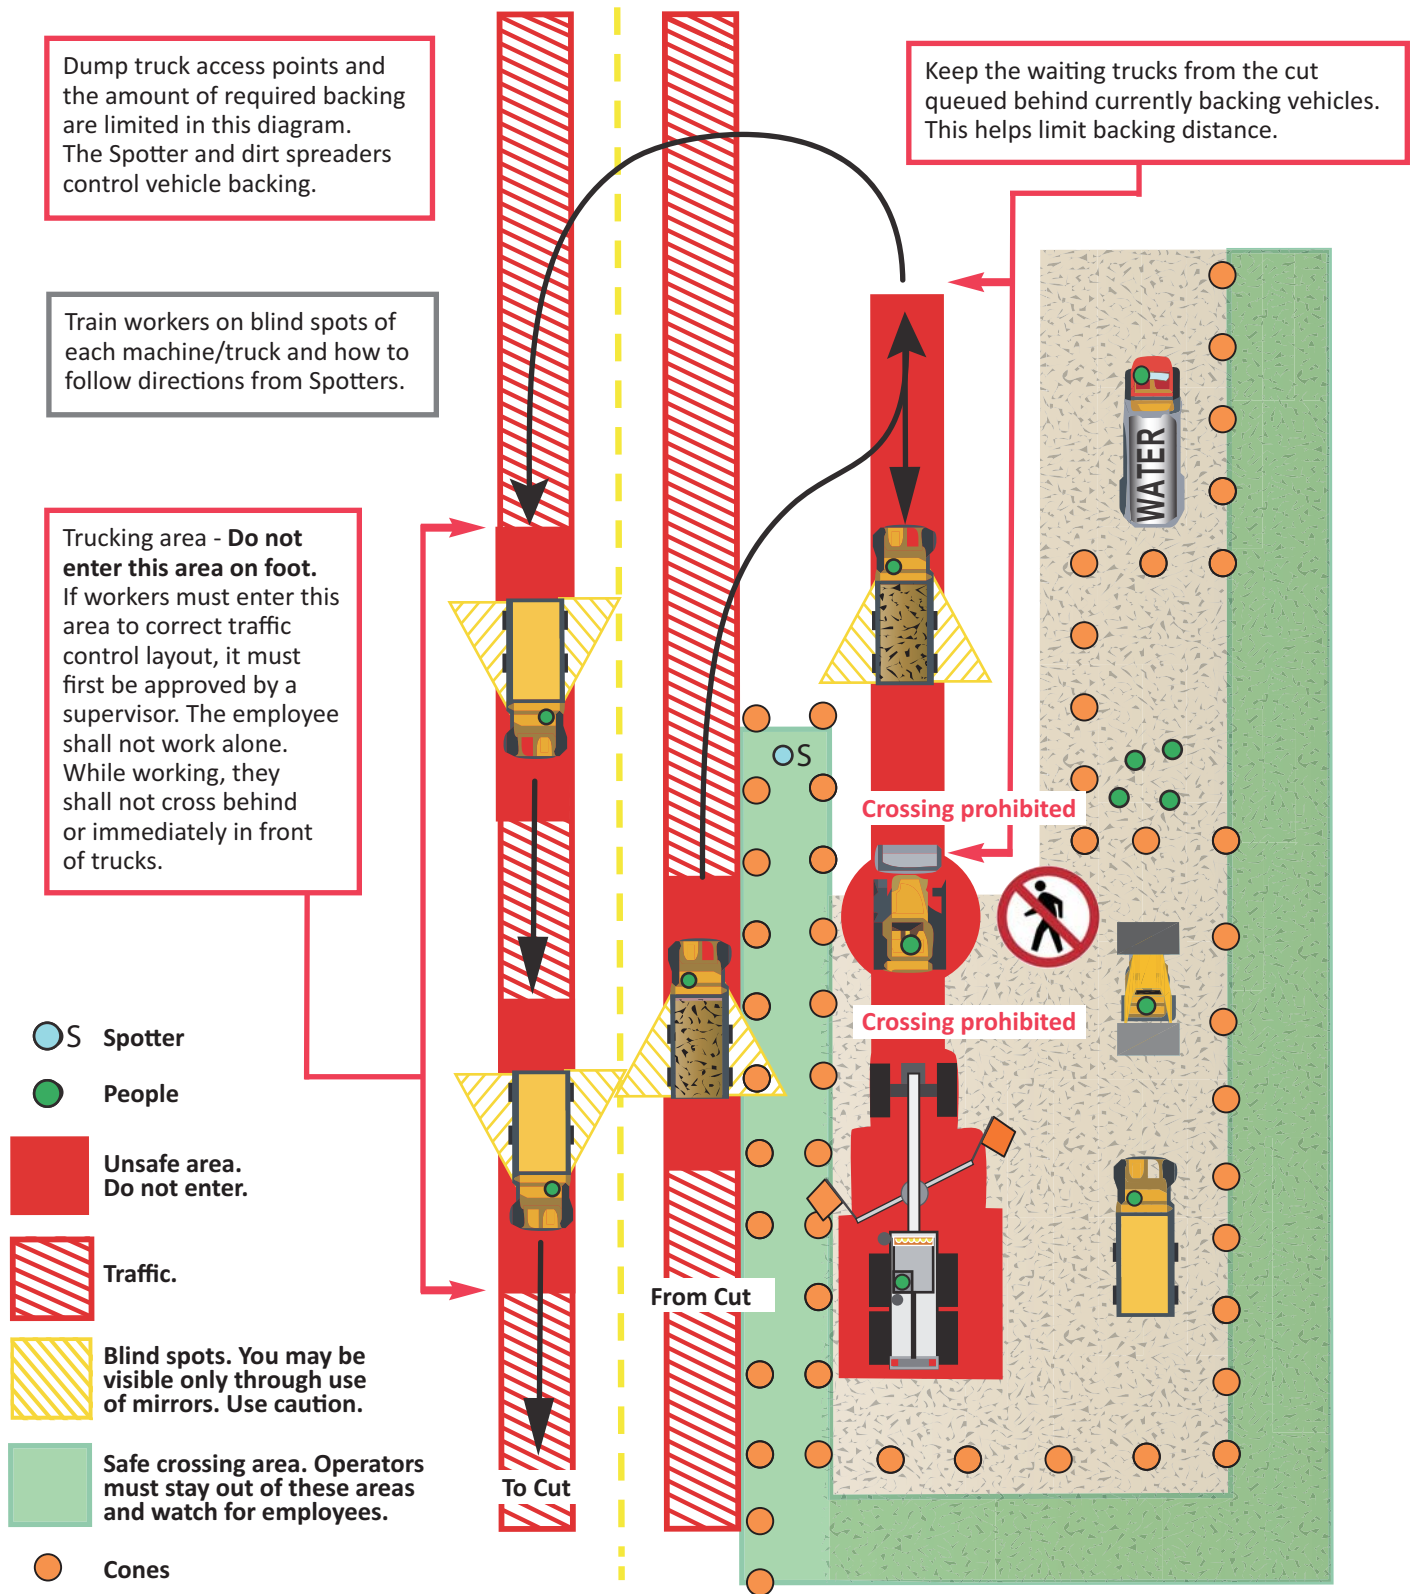 Dump truck access points and
the amount of required backing
are limited in this diagram.
The Spotter and dirt spreaders
control vehicle backing.
Keep the waiting trucks from the cut
queued behind currently backing vehicles.
This helps limit backing distance.
Train workers on blind spots of
each machine/truck and how to
follow directions from Spotters.
WATER
Trucking area - Do not
enter this area on foot.
If workers must enter this
area to correct traffic
control layout, it must
first be approved by a
supervisor. The employee
shall not work alone.
While working, they
shall not cross behind
or immediately in front
of trucks.
S
Crossing prohibited
Crossing prohibited
S Spotter
People
Unsafe area.
Do not enter.
Traffic.
Blind spots. You may be
visible only through use
of mirrors. Use caution.
Safe crossing area. Operators
must stay out of these areas
and watch for employees.
Cones
From Cut
To Cut